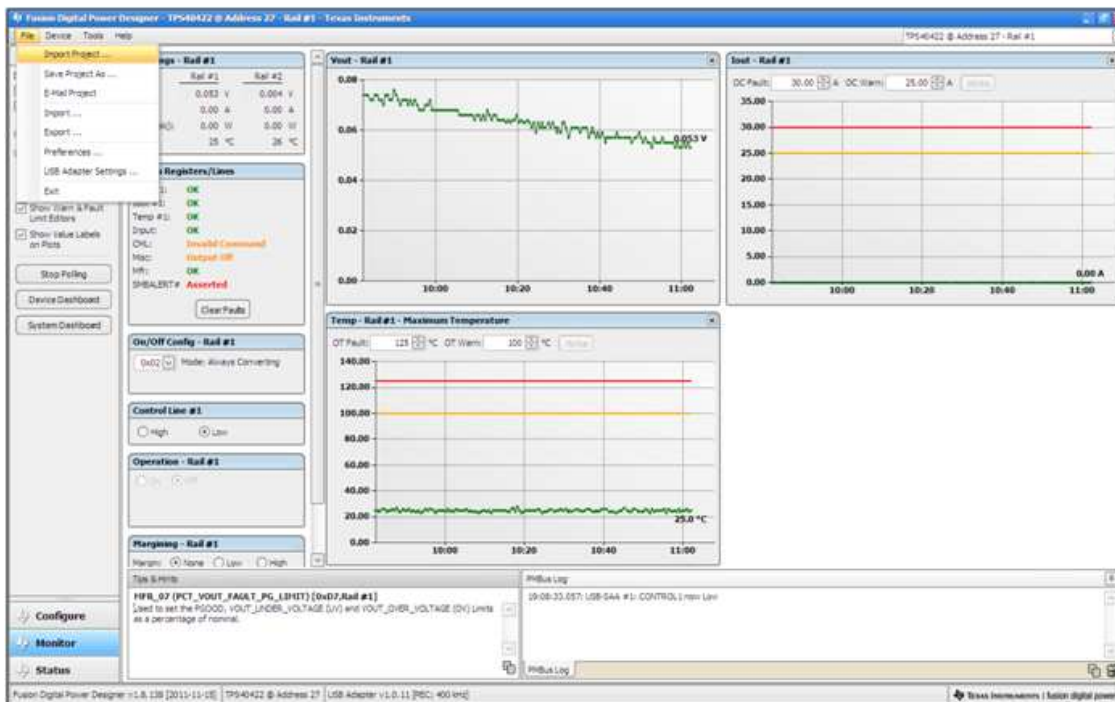 Fusion Digital Power Designer - TPS40422 @ Address 27 - Rail #1 - Texas Instruments
File Device Tools Help
TPS40422 @ Address 27 - Rail #1
Import Project ...
Save Project As ...
E-Mail Project
Import ...
Export ...
Preferences ...
USB Adapter Settings ...
Exit
Show Warn & Fault
Limit Editors
Show Value Labels
on Plots
Stop Polling
Device Dashboard
System Dashboard
Rail #1
Rail #1 Rail #2
0.053 V 0.004 V
0.00 A 0.00 A
0.00 W 0.00 W
25 °C 26 °C
Registers/Lines
OK
OK
Temp #1: OK
Input: OK
CML: Invalid Command
Misc: Output Off
Mfr: OK
SMBALERT# Asserted
Clear Faults
On/Off Config - Rail #1
0x02 Mode: Always Converting
Control Line #1
High Low
Operation - Rail #1
On Off
Margining - Rail #1
Margin: None Low High
Vout - Rail #1
0.08
0.06
0.04
0.02
0.00
0.053 V
10:00 10:20 10:40 11:00
Iout - Rail #1
OC Fault: 30.00 A OC Warn: 25.00 A
35.00
30.00
25.00
20.00
15.00
10.00
5.00
0.00
0.00 A
10:00 10:20 10:40 11:00
Temp - Rail #1 - Maximum Temperature
OT Fault: 125 °C OT Warn: 100 °C
140.00
120.00
100.00
80.00
60.00
40.00
20.00
0.00
25.0 °C
10:00 10:20 10:40 11:00
Tips & Hints
MFR_07 (PCT_VOUT_FAULT_PG_LIMIT) [0xD7,Rail #1]
Used to set the PGOOD, VOUT_UNDER_VOLTAGE (UV) and VOUT_OVER_VOLTAGE (OV) Limits
as a percentage of nominal.
PMBus Log
19:08:33.057: USB-SAA #1: CONTROL1 now Low
PMBus Log
Configure
Monitor
Status
Fusion Digital Power Designer v1.8.138 [2011-11-15] TPS40422 @ Address 27 USB Adapter v1.0.11 [PEC; 400 kHz]
Texas Instruments | fusion digital power